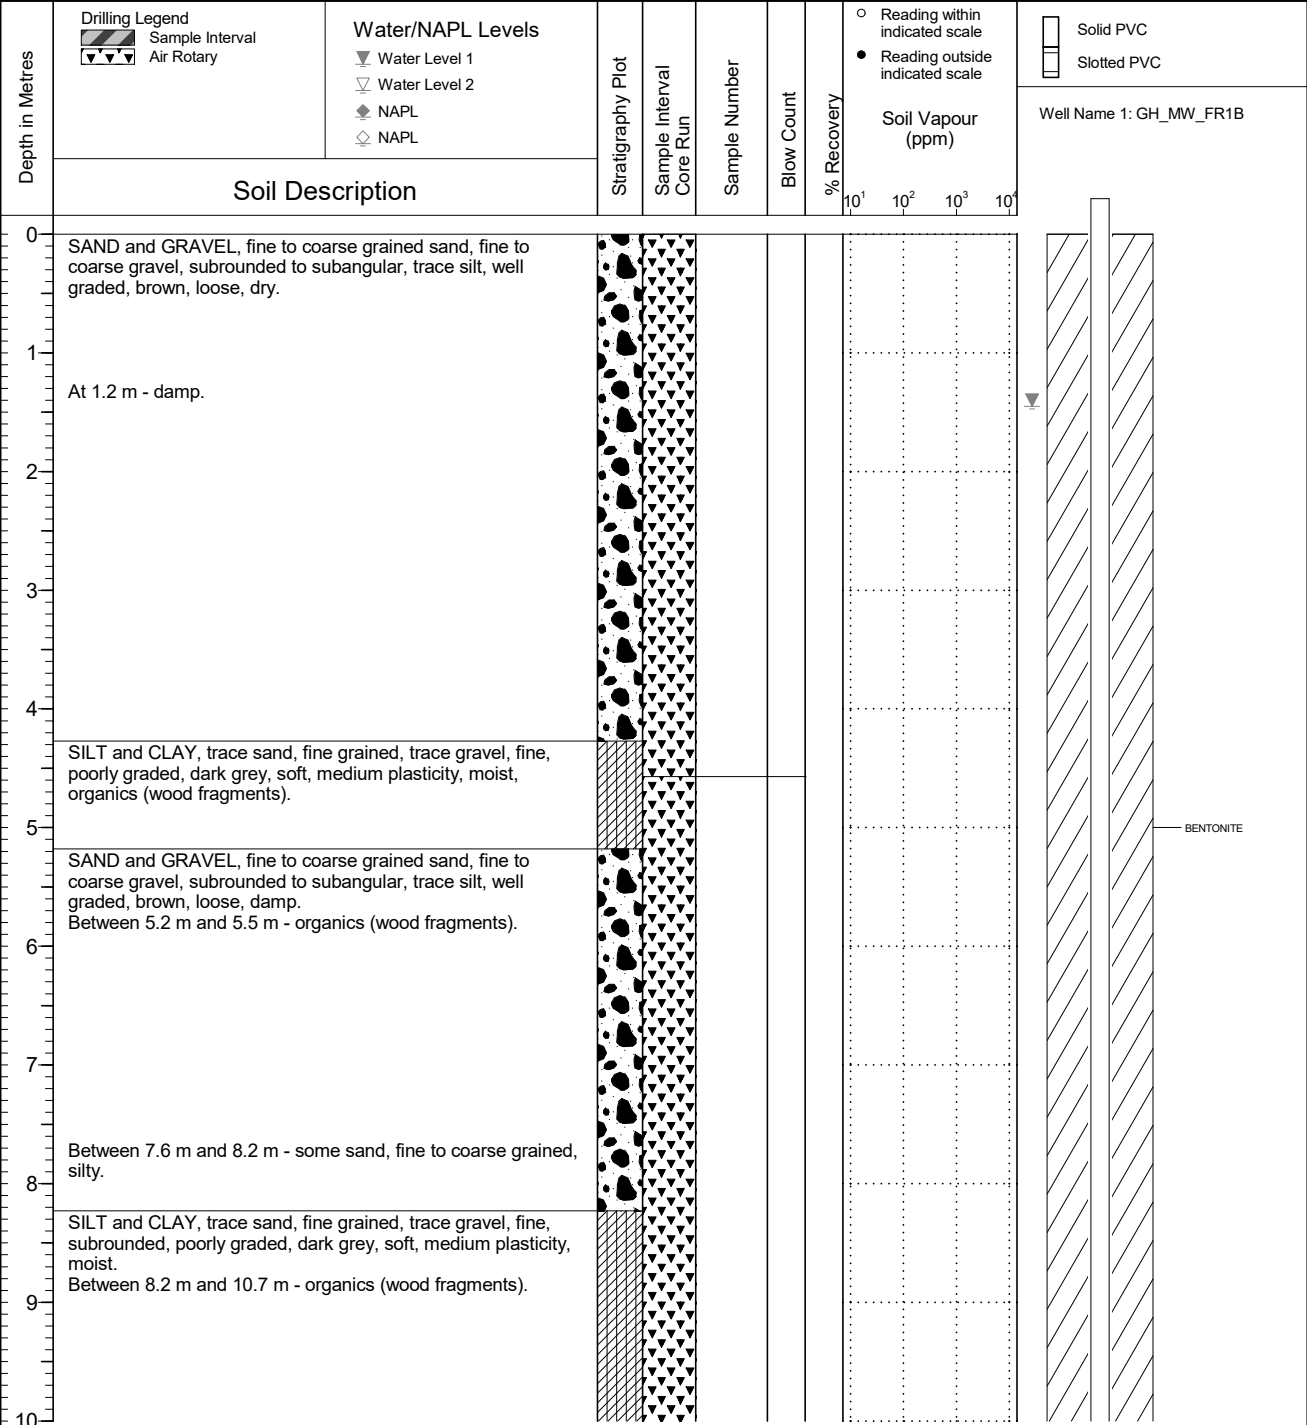 Drilling Legend
Sample Interval
Air Rotary
Water/NAPL Levels
Water Level 1
Water Level 2
NAPL
NAPL
Depth in Metres
Soil Description
Stratigraphy Plot
Sample Interval
Core Run
Sample Number
Blow Count
% Recovery
Reading within
indicated scale
Reading outside
indicated scale
Soil Vapour
(ppm)
10¹ 10² 10³ 10⁴
Solid PVC
Slotted PVC
Well Name 1: GH_MW_FR1B
0
SAND and GRAVEL, fine to coarse grained sand, fine to
coarse gravel, subrounded to subangular, trace silt, well
graded, brown, loose, dry.
1
At 1.2 m - damp.
2
3
4
SILT and CLAY, trace sand, fine grained, trace gravel, fine,
poorly graded, dark grey, soft, medium plasticity, moist,
organics (wood fragments).
5
BENTONITE
SAND and GRAVEL, fine to coarse grained sand, fine to
coarse gravel, subrounded to subangular, trace silt, well
graded, brown, loose, damp.
Between 5.2 m and 5.5 m - organics (wood fragments).
6
7
Between 7.6 m and 8.2 m - some sand, fine to coarse grained,
silty.
8
SILT and CLAY, trace sand, fine grained, trace gravel, fine,
subrounded, poorly graded, dark grey, soft, medium plasticity,
moist.
Between 8.2 m and 10.7 m - organics (wood fragments).
9
10